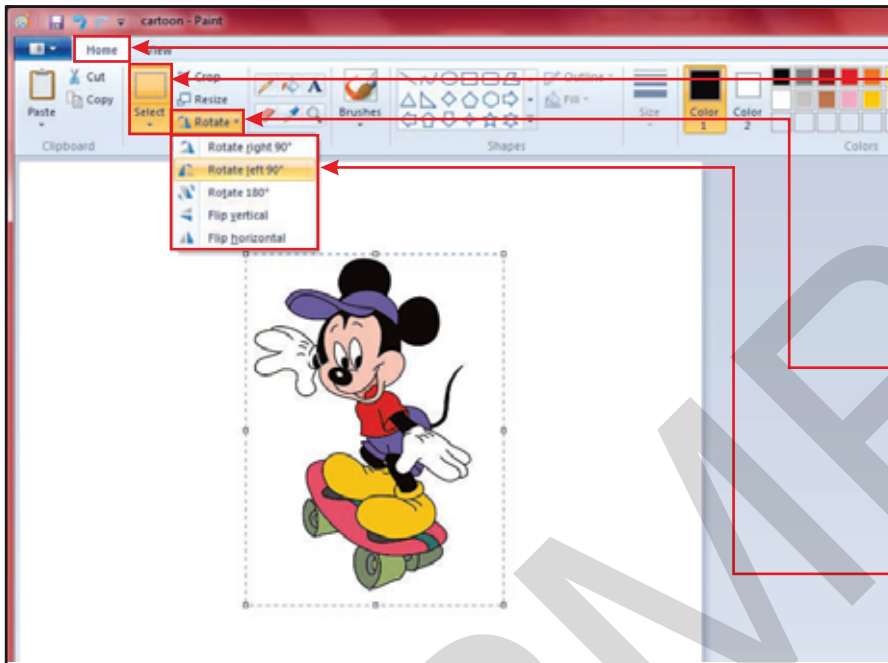 cartoon - Paint
Home View
Cut
Copy
Paste
Clipboard
Select
Crop
Resize
Rotate
A
Brushes
Outline
Fill
Shapes
Size
Color 1
Color 2
Colors
Rotate right 90°
Rotate left 90°
Rotate 180°
Flip vertical
Flip horizontal